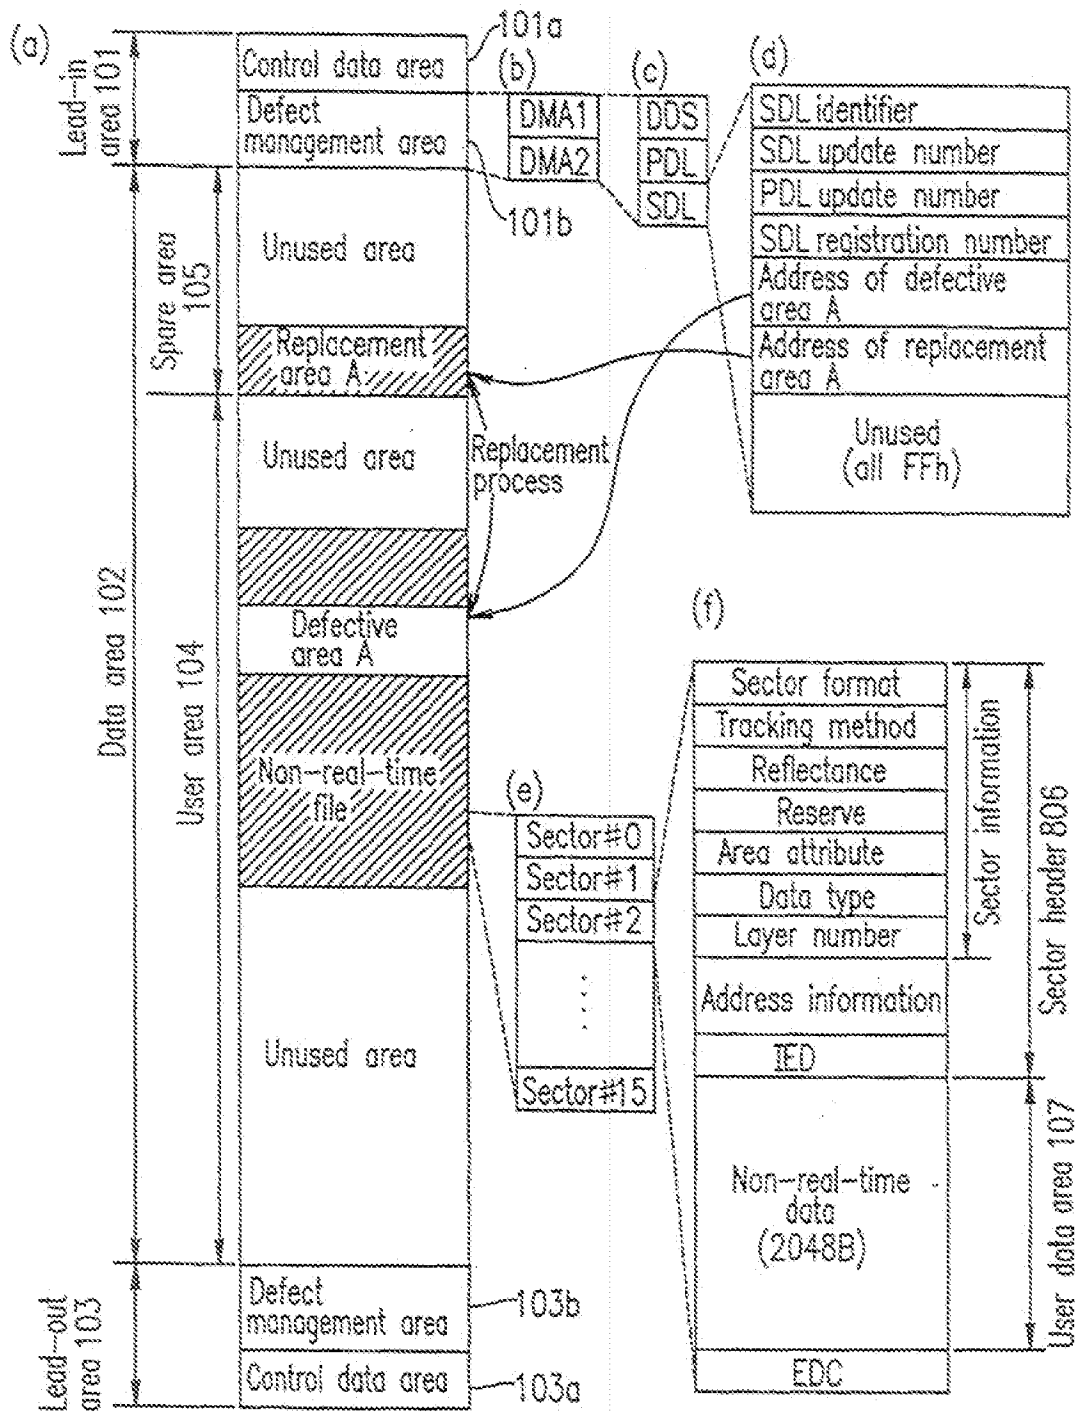 (a)
Lead-in
area 101
Control data area
101a
Defect
management area
101b
(b)
DMA1
DMA2
(c)
DDS
PDL
SDL
(d)
SDL identifier
SDL update number
PDL update number
SDL registration number
Address of defective
area A
Address of replacement
area A
Unused
(all FFh)
Data area 102
Spare area
105
Unused area
Replacement
area A
User area 104
Unused area
Replacement
process
Defective
area A
Non-real-time
file
Unused area
(e)
Sector#0
Sector#1
Sector#2
Sector#15
(f)
Sector format
Tracking method
Reflectance
Reserve
Area attribute
Data type
Layer number
Address information
IED
Non-real-time
data
(2048B)
EDC
Sector information
Sector header 806
User data area 107
Lead-out
area 103
Defect
management area
103b
Control data area
103a